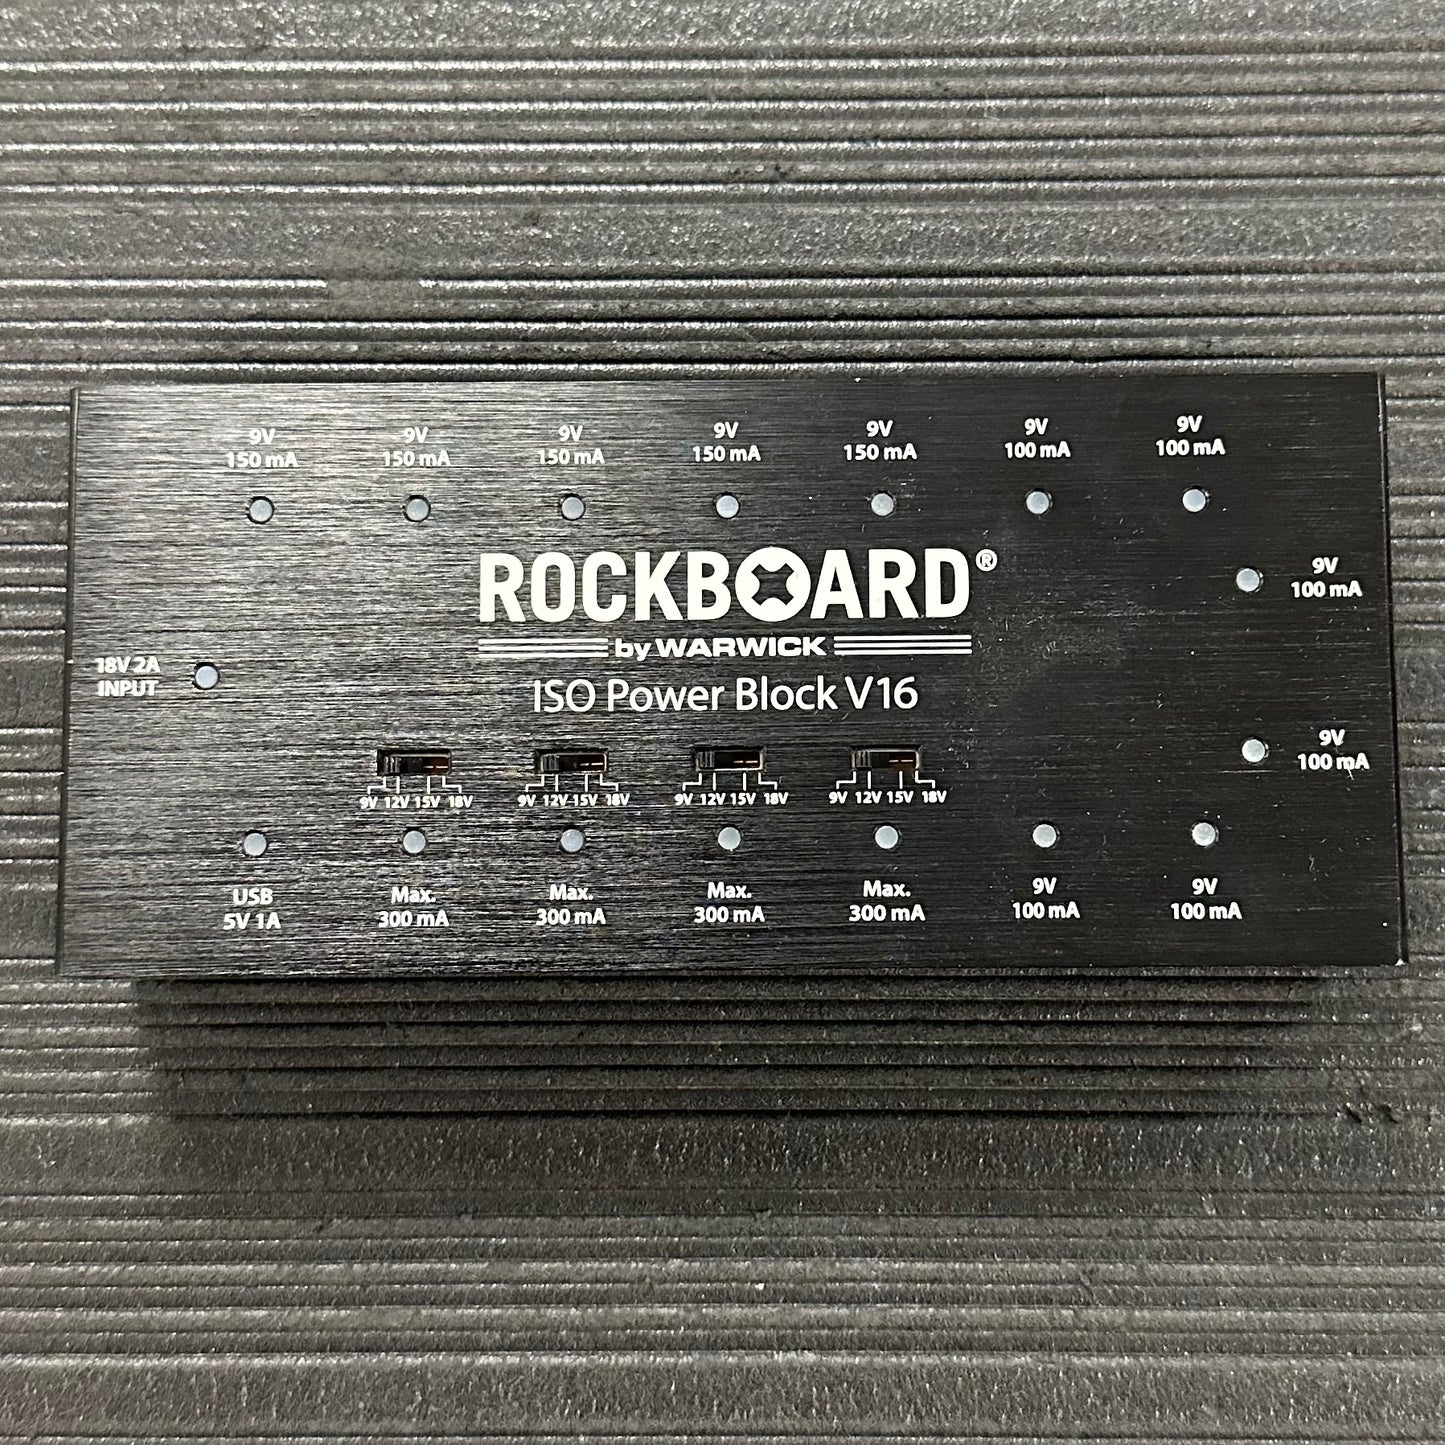 9V 9V 9V 9V 9V 9V 9V
150 mA 150 mA 150 mA 150 mA 150 mA 100 mA 100 mA
ROCKBOARD®
9V
100 mA
by WARWICK
18V 2A
INPUT
ISO Power Block V16
9V
100 mA
9V 12V 15V 18V 9V 12V 15V 18V 9V 12V 15V 18V 9V 12V 15V 18V
USB Max. Max. Max. Max. 9V 9V
5V 1A 300 mA 300 mA 300 mA 300 mA 100 mA 100 mA